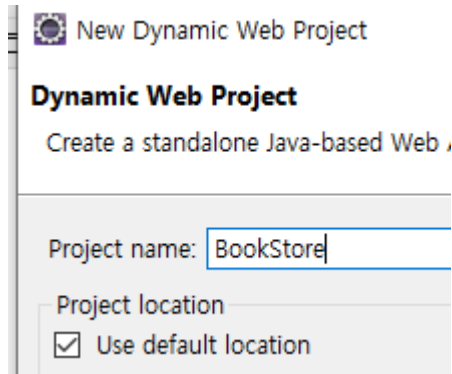 New Dynamic Web Project
Dynamic Web Project
Create a standalone Java-based Web
Project name: BookStore
Project location
Use default location